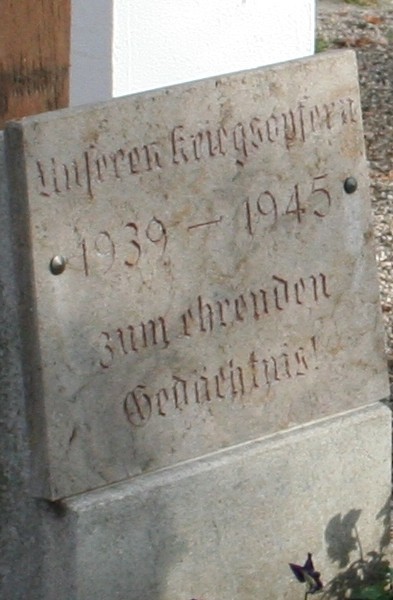 Unseren Kriegsopfern
1939 - 1945
zum ehrenden
Gedächtnis!